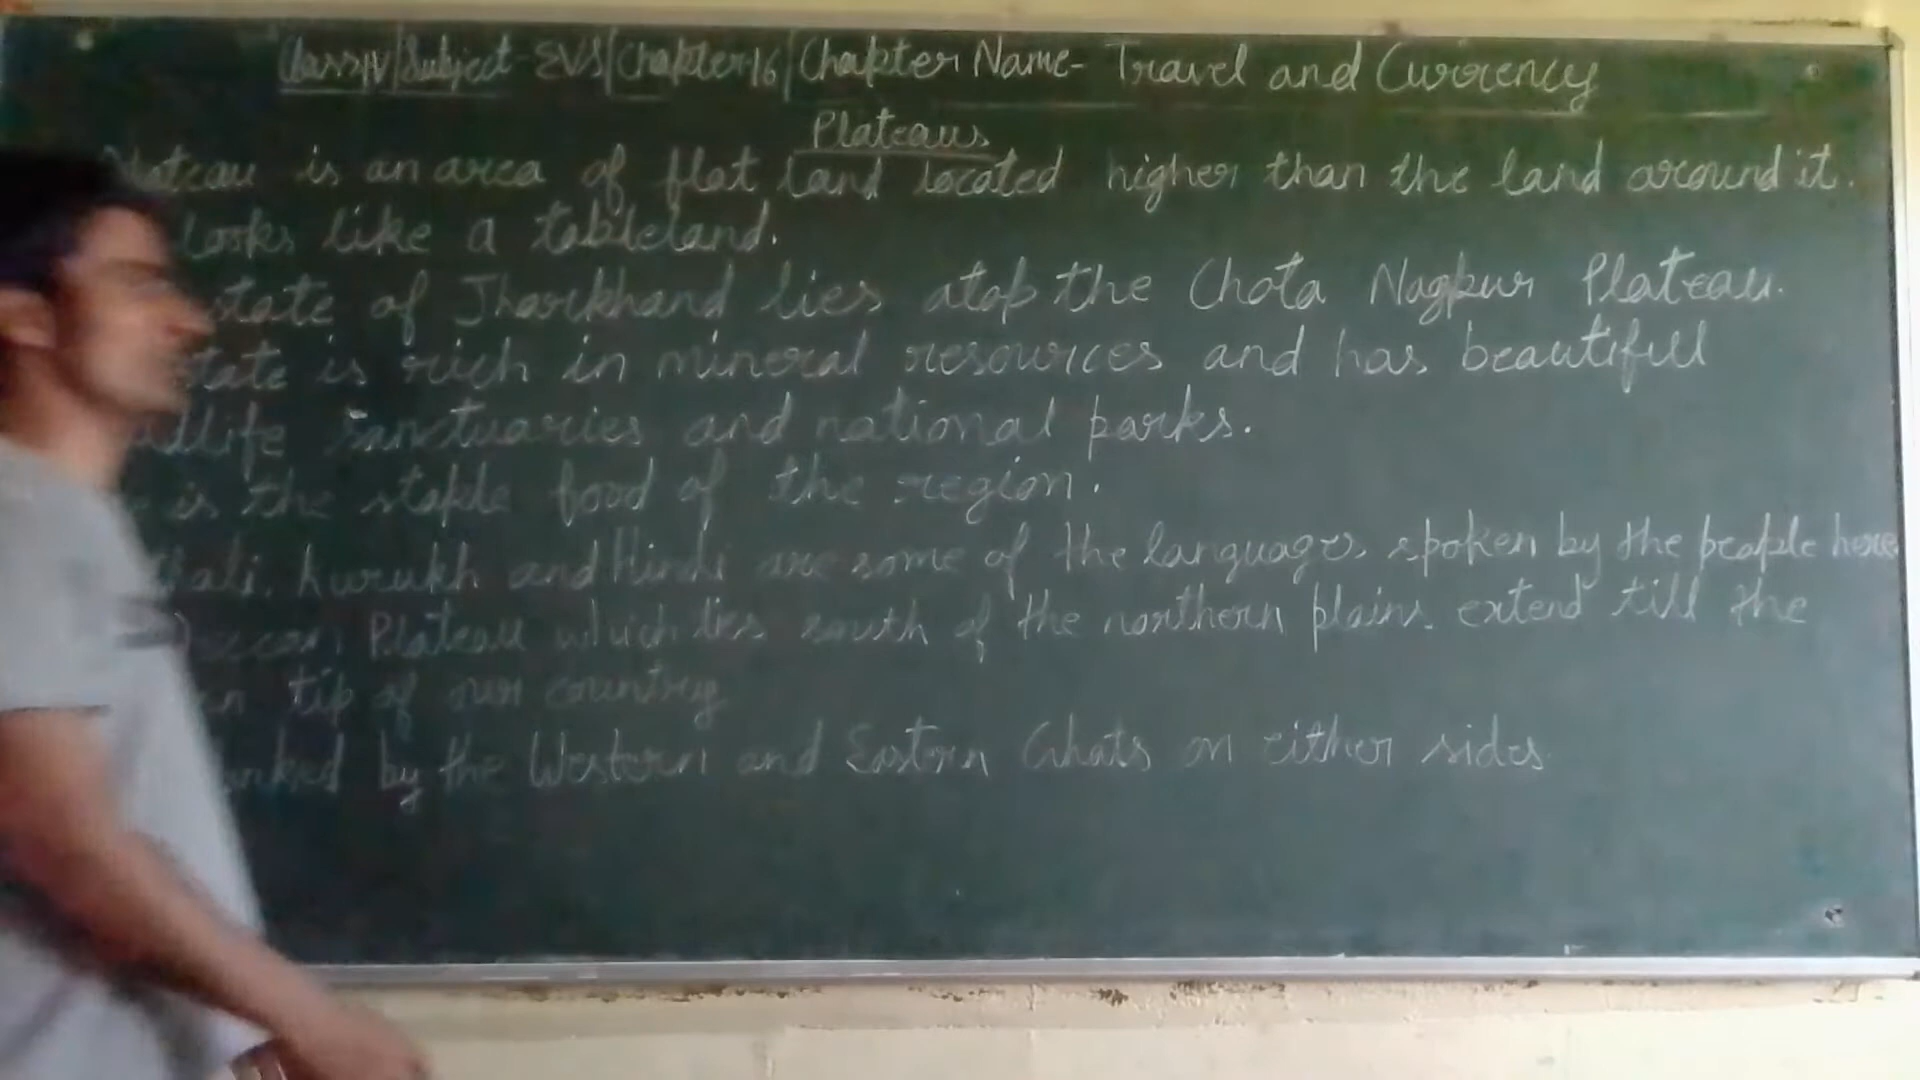 Class-IV|Subject-EVS|Chapter-16|Chapter Name- Travel and Currency
Plateaus
Plateau is an area of flat land located higher than the land around it.
looks like a tableland.
state of Jharkhand lies atop the Chota Nagpur Plateau.
state is rich in mineral resources and has beautifull
sanctuaries and national parks.
is the staple food of the region.
kurukh and Hindi are some of the languages spoken by the people here
Deccan Plateau which lies south of the northern plains extend till the
tip of our country
by the Western and Eastern Ghats on either sides